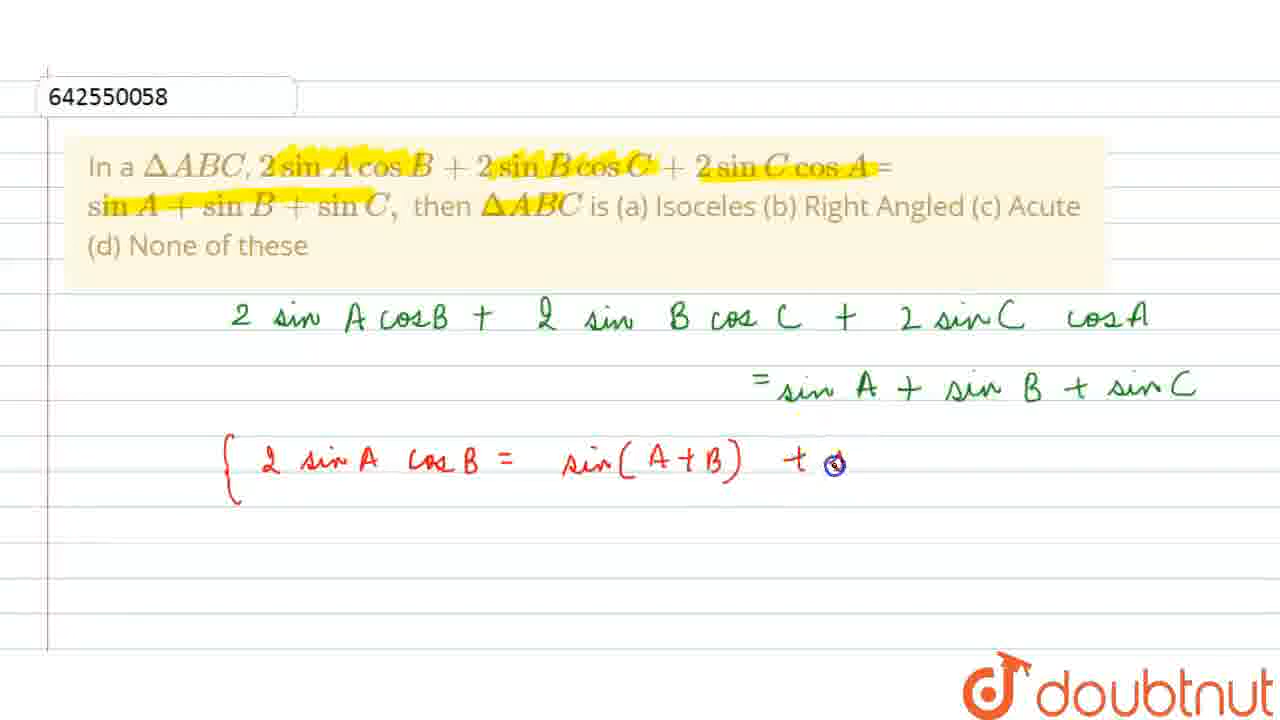 642550058
In a ΔABC, 2 sin A cos B + 2 sin B cos C + 2 sin C cos A =
sin A + sin B + sin C, then ΔABC is (a) Isoceles (b) Right Angled (c) Acute
(d) None of these
2 sin A cosB + 2 sin B cos C + 2 sinC cosA
= sin A + sin B + sin C
{ 2 sinA cosB = sin(A+B) +
doubtnut